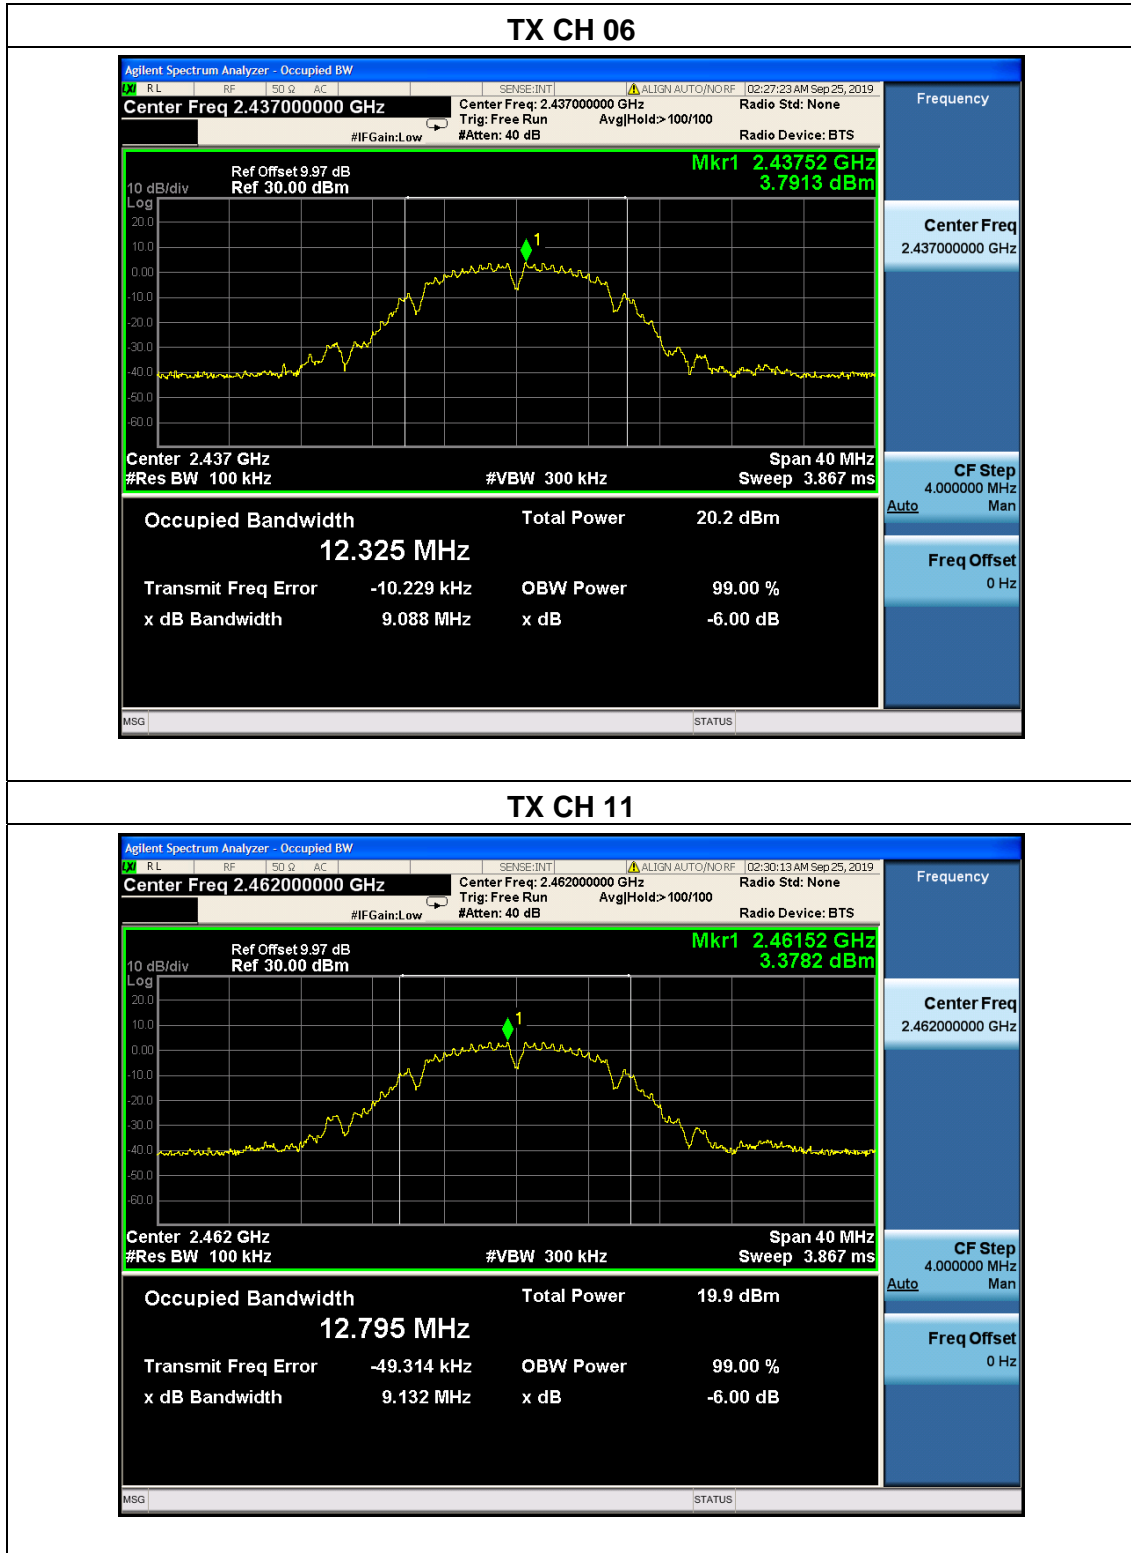 TX CH 06
Agilent Spectrum Analyzer - Occupied BW
LXI RL RF 50 Ω AC SENSE:INT ALIGN AUTO/NO RF 02:27:23 AM Sep 25, 2019
Center Freq 2.437000000 GHz
Center Freq: 2.437000000 GHz Radio Std: None
Trig: Free Run Avg|Hold:> 100/100
#IFGain:Low #Atten: 40 dB Radio Device: BTS
Frequency
Mkr1 2.43752 GHz
3.7913 dBm
Ref Offset 9.97 dB
10 dB/div Ref 30.00 dBm
Log
20.0
10.0
0.00
-10.0
-20.0
-30.0
-40.0
-50.0
-60.0
1
Center 2.437 GHz Span 40 MHz
#Res BW 100 kHz #VBW 300 kHz Sweep 3.867 ms
Center Freq
2.437000000 GHz
CF Step
4.000000 MHz
Auto Man
Freq Offset
0 Hz
Occupied Bandwidth Total Power 20.2 dBm
12.325 MHz
Transmit Freq Error -10.229 kHz OBW Power 99.00 %
x dB Bandwidth 9.088 MHz x dB -6.00 dB
MSG STATUS
TX CH 11
Agilent Spectrum Analyzer - Occupied BW
LXI RL RF 50 Ω AC SENSE:INT ALIGN AUTO/NO RF 02:30:13 AM Sep 25, 2019
Center Freq 2.462000000 GHz
Center Freq: 2.462000000 GHz Radio Std: None
Trig: Free Run Avg|Hold:> 100/100
#IFGain:Low #Atten: 40 dB Radio Device: BTS
Frequency
Mkr1 2.46152 GHz
3.3782 dBm
Ref Offset 9.97 dB
10 dB/div Ref 30.00 dBm
Log
20.0
10.0
0.00
-10.0
-20.0
-30.0
-40.0
-50.0
-60.0
1
Center 2.462 GHz Span 40 MHz
#Res BW 100 kHz #VBW 300 kHz Sweep 3.867 ms
Center Freq
2.462000000 GHz
CF Step
4.000000 MHz
Auto Man
Freq Offset
0 Hz
Occupied Bandwidth Total Power 19.9 dBm
12.795 MHz
Transmit Freq Error -49.314 kHz OBW Power 99.00 %
x dB Bandwidth 9.132 MHz x dB -6.00 dB
MSG STATUS